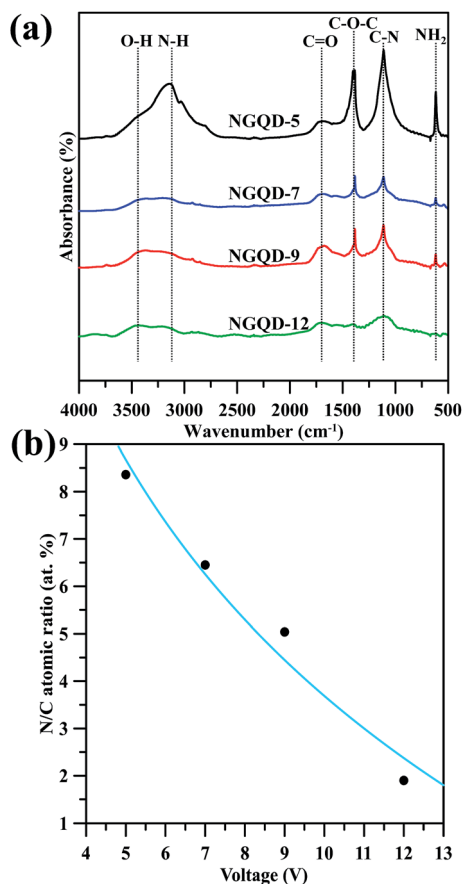 (a)
C-O-C
O-H N-H C=O C-N NH2
NGQD-5
NGQD-7
NGQD-9
NGQD-12
Absorbance (%)
4000 3500 3000 2500 2000 1500 1000 500
Wavenumber (cm-1)
(b)
9
8
7
6
5
4
3
2
1
N/C atomic ratio (at. %)
4 5 6 7 8 9 10 11 12 13
Voltage (V)